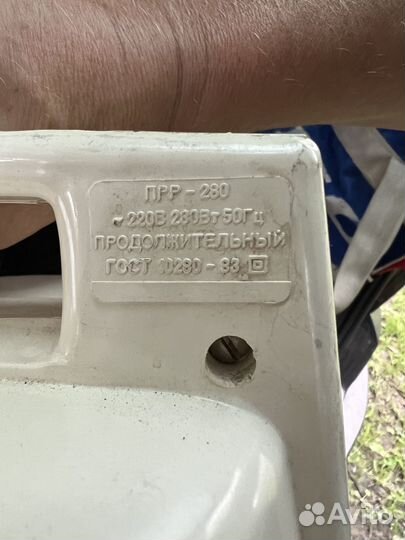 ПРР - 280
~ 220В 280Вт 50Гц
ПРОДОЛЖИТЕЛЬНЫЙ
ГОСТ 10280 - 83
Avito